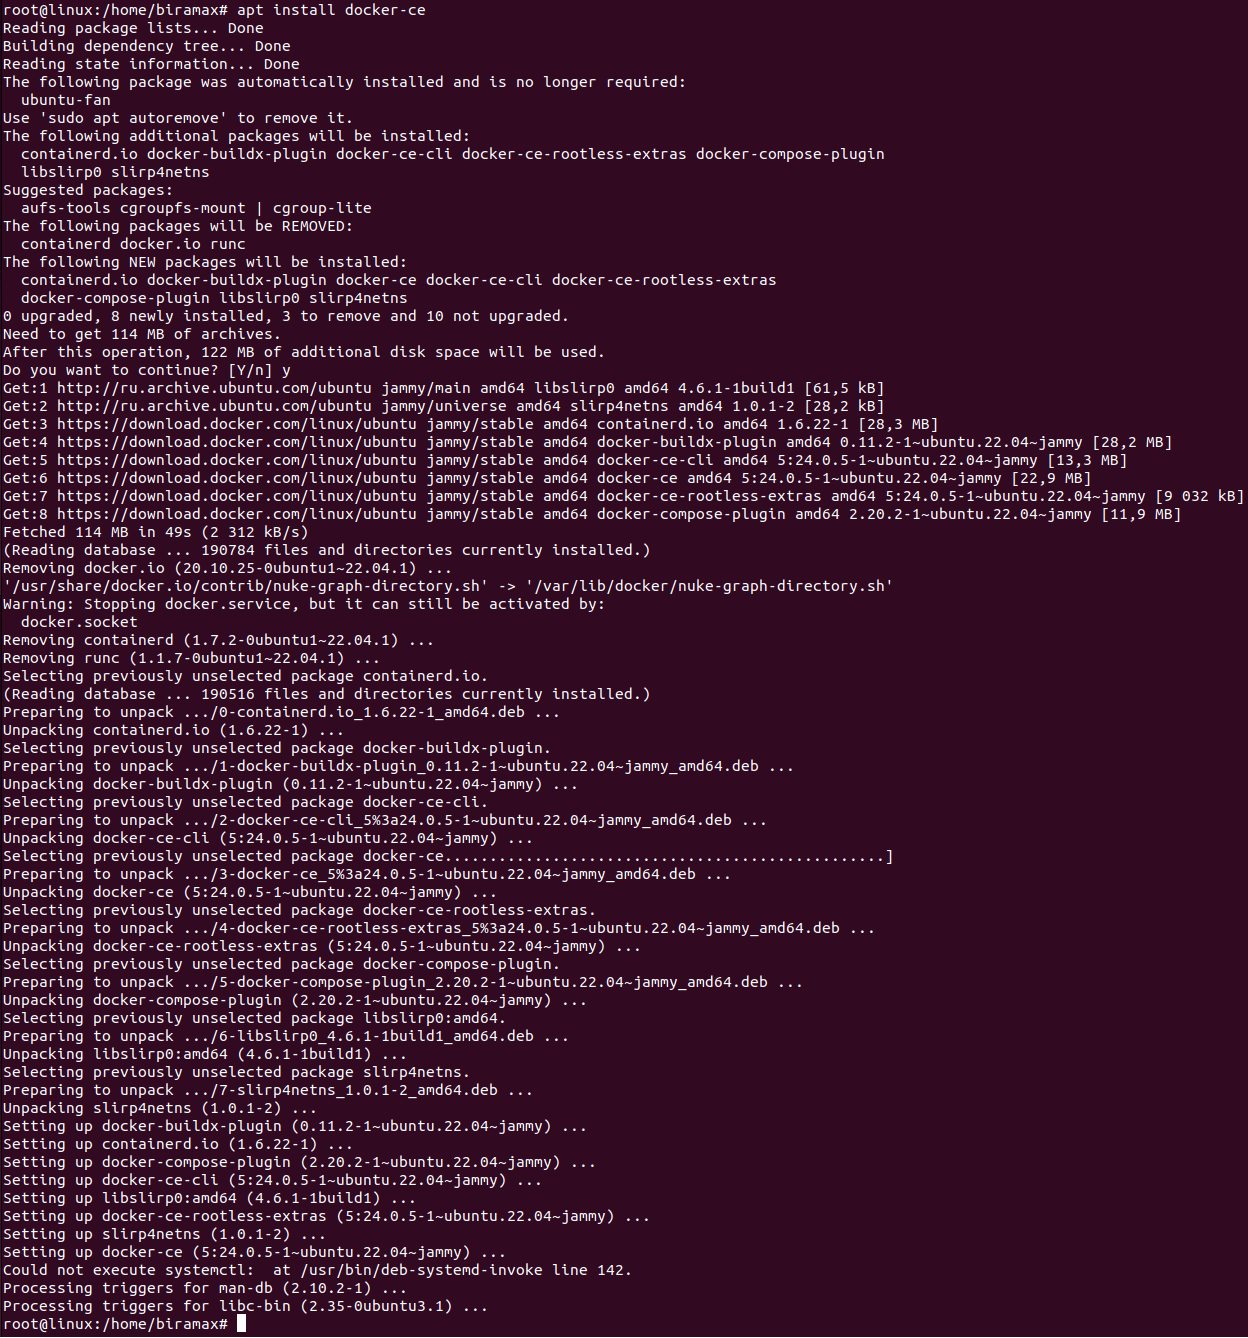 root@linux:/home/biramax# apt install docker-ce
Reading package lists... Done
Building dependency tree... Done
Reading state information... Done
The following package was automatically installed and is no longer required:
  ubuntu-fan
Use 'sudo apt autoremove' to remove it.
The following additional packages will be installed:
  containerd.io docker-buildx-plugin docker-ce-cli docker-ce-rootless-extras docker-compose-plugin
  libslirp0 slirp4netns
Suggested packages:
  aufs-tools cgroupfs-mount | cgroup-lite
The following packages will be REMOVED:
  containerd docker.io runc
The following NEW packages will be installed:
  containerd.io docker-buildx-plugin docker-ce docker-ce-cli docker-ce-rootless-extras
  docker-compose-plugin libslirp0 slirp4netns
0 upgraded, 8 newly installed, 3 to remove and 10 not upgraded.
Need to get 114 MB of archives.
After this operation, 122 MB of additional disk space will be used.
Do you want to continue? [Y/n] y
Get:1 http://ru.archive.ubuntu.com/ubuntu jammy/main amd64 libslirp0 amd64 4.6.1-1build1 [61,5 kB]
Get:2 http://ru.archive.ubuntu.com/ubuntu jammy/universe amd64 slirp4netns amd64 1.0.1-2 [28,2 kB]
Get:3 https://download.docker.com/linux/ubuntu jammy/stable amd64 containerd.io amd64 1.6.22-1 [28,3 MB]
Get:4 https://download.docker.com/linux/ubuntu jammy/stable amd64 docker-buildx-plugin amd64 0.11.2-1~ubuntu.22.04~jammy [28,2 MB]
Get:5 https://download.docker.com/linux/ubuntu jammy/stable amd64 docker-ce-cli amd64 5:24.0.5-1~ubuntu.22.04~jammy [13,3 MB]
Get:6 https://download.docker.com/linux/ubuntu jammy/stable amd64 docker-ce amd64 5:24.0.5-1~ubuntu.22.04~jammy [22,9 MB]
Get:7 https://download.docker.com/linux/ubuntu jammy/stable amd64 docker-ce-rootless-extras amd64 5:24.0.5-1~ubuntu.22.04~jammy [9 032 kB]
Get:8 https://download.docker.com/linux/ubuntu jammy/stable amd64 docker-compose-plugin amd64 2.20.2-1~ubuntu.22.04~jammy [11,9 MB]
Fetched 114 MB in 49s (2 312 kB/s)
(Reading database ... 190784 files and directories currently installed.)
Removing docker.io (20.10.25-0ubuntu1~22.04.1) ...
'/usr/share/docker.io/contrib/nuke-graph-directory.sh' -> '/var/lib/docker/nuke-graph-directory.sh'
Warning: Stopping docker.service, but it can still be activated by:
  docker.socket
Removing containerd (1.7.2-0ubuntu1~22.04.1) ...
Removing runc (1.1.7-0ubuntu1~22.04.1) ...
Selecting previously unselected package containerd.io.
(Reading database ... 190516 files and directories currently installed.)
Preparing to unpack .../0-containerd.io_1.6.22-1_amd64.deb ...
Unpacking containerd.io (1.6.22-1) ...
Selecting previously unselected package docker-buildx-plugin.
Preparing to unpack .../1-docker-buildx-plugin_0.11.2-1~ubuntu.22.04~jammy_amd64.deb ...
Unpacking docker-buildx-plugin (0.11.2-1~ubuntu.22.04~jammy) ...
Selecting previously unselected package docker-ce-cli.
Preparing to unpack .../2-docker-ce-cli_5%3a24.0.5-1~ubuntu.22.04~jammy_amd64.deb ...
Unpacking docker-ce-cli (5:24.0.5-1~ubuntu.22.04~jammy) ...
Selecting previously unselected package docker-ce.................................................]
Preparing to unpack .../3-docker-ce_5%3a24.0.5-1~ubuntu.22.04~jammy_amd64.deb ...
Unpacking docker-ce (5:24.0.5-1~ubuntu.22.04~jammy) ...
Selecting previously unselected package docker-ce-rootless-extras.
Preparing to unpack .../4-docker-ce-rootless-extras_5%3a24.0.5-1~ubuntu.22.04~jammy_amd64.deb ...
Unpacking docker-ce-rootless-extras (5:24.0.5-1~ubuntu.22.04~jammy) ...
Selecting previously unselected package docker-compose-plugin.
Preparing to unpack .../5-docker-compose-plugin_2.20.2-1~ubuntu.22.04~jammy_amd64.deb ...
Unpacking docker-compose-plugin (2.20.2-1~ubuntu.22.04~jammy) ...
Selecting previously unselected package libslirp0:amd64.
Preparing to unpack .../6-libslirp0_4.6.1-1build1_amd64.deb ...
Unpacking libslirp0:amd64 (4.6.1-1build1) ...
Selecting previously unselected package slirp4netns.
Preparing to unpack .../7-slirp4netns_1.0.1-2_amd64.deb ...
Unpacking slirp4netns (1.0.1-2) ...
Setting up docker-buildx-plugin (0.11.2-1~ubuntu.22.04~jammy) ...
Setting up containerd.io (1.6.22-1) ...
Setting up docker-compose-plugin (2.20.2-1~ubuntu.22.04~jammy) ...
Setting up docker-ce-cli (5:24.0.5-1~ubuntu.22.04~jammy) ...
Setting up libslirp0:amd64 (4.6.1-1build1) ...
Setting up docker-ce-rootless-extras (5:24.0.5-1~ubuntu.22.04~jammy) ...
Setting up slirp4netns (1.0.1-2) ...
Setting up docker-ce (5:24.0.5-1~ubuntu.22.04~jammy) ...
Could not execute systemctl:  at /usr/bin/deb-systemd-invoke line 142.
Processing triggers for man-db (2.10.2-1) ...
Processing triggers for libc-bin (2.35-0ubuntu3.1) ...
root@linux:/home/biramax#